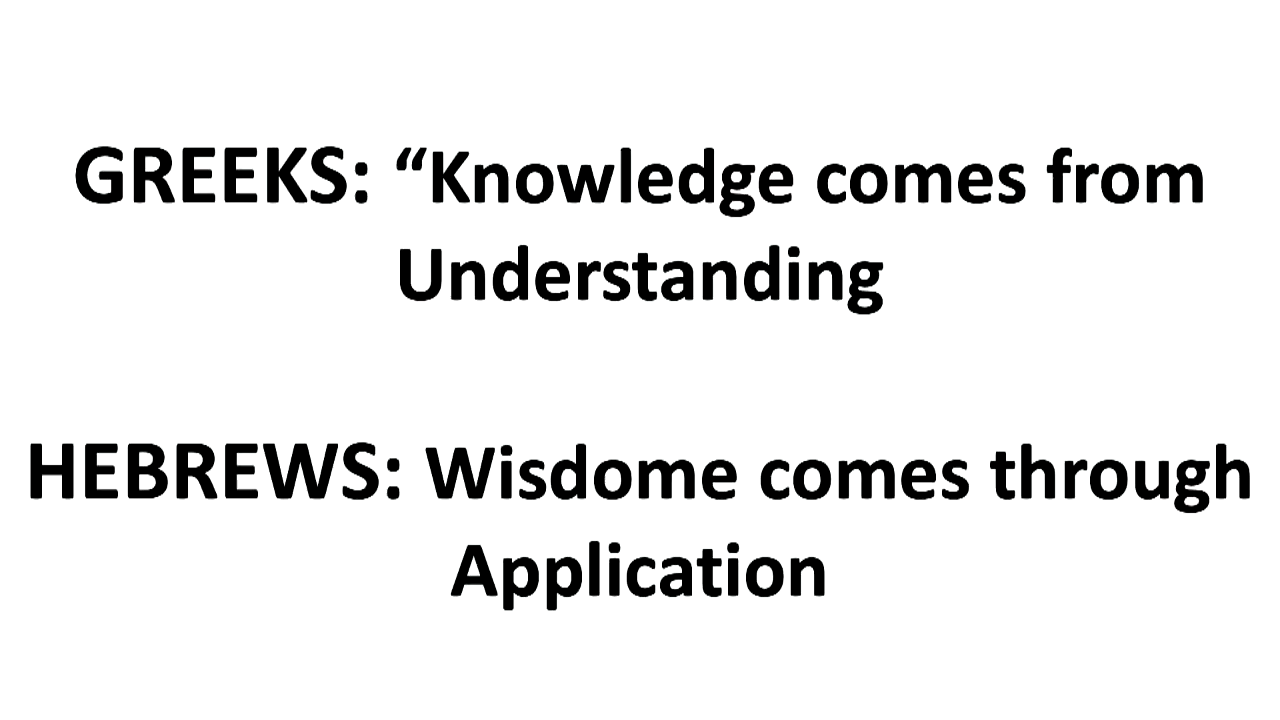 GREEKS: “Knowledge comes from
Understanding
HEBREWS: Wisdome comes through
Application